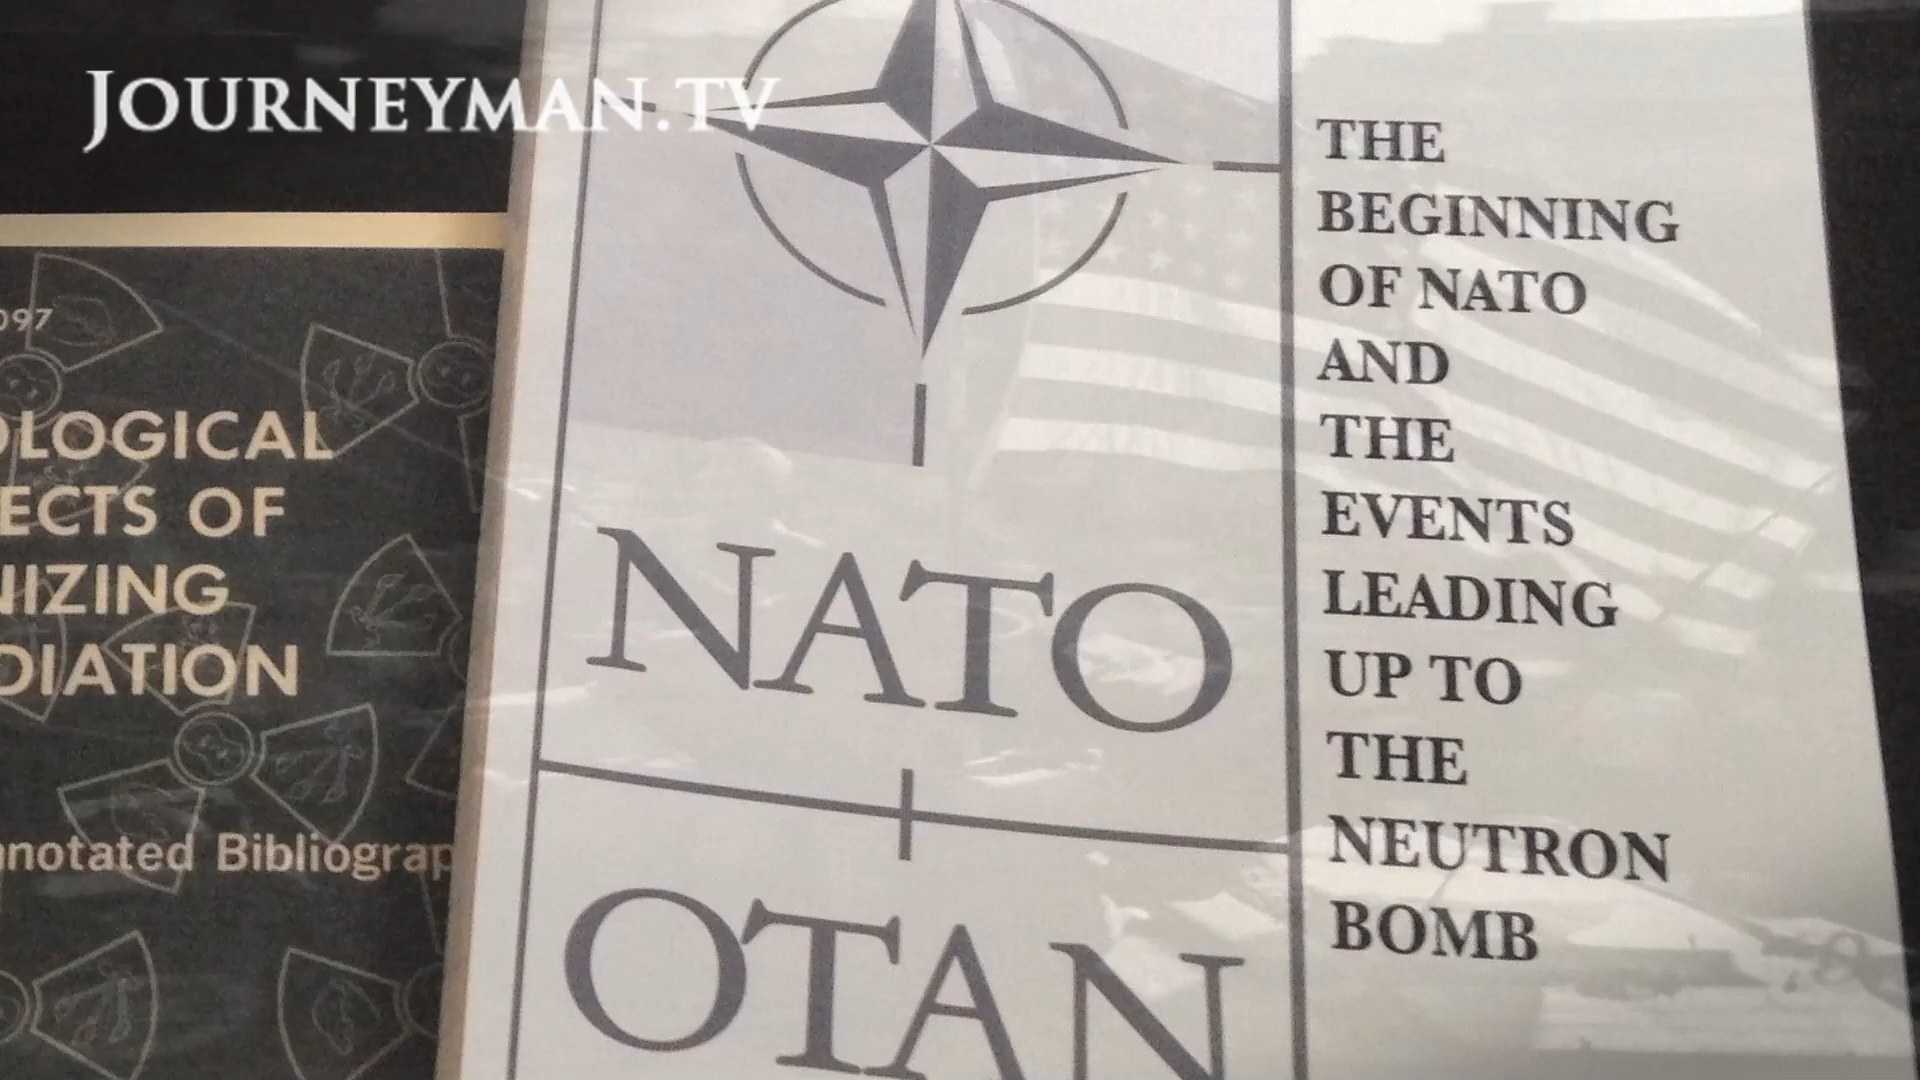 JOURNEYMAN.TV
THE
BEGINNING
OF NATO
AND
THE
EVENTS
LEADING
UP TO
THE
NEUTRON
BOMB
NATO
OTAN
097
OLOGICAL
ECTS OF
NIZING
DIATION
nnotated Bibliograp